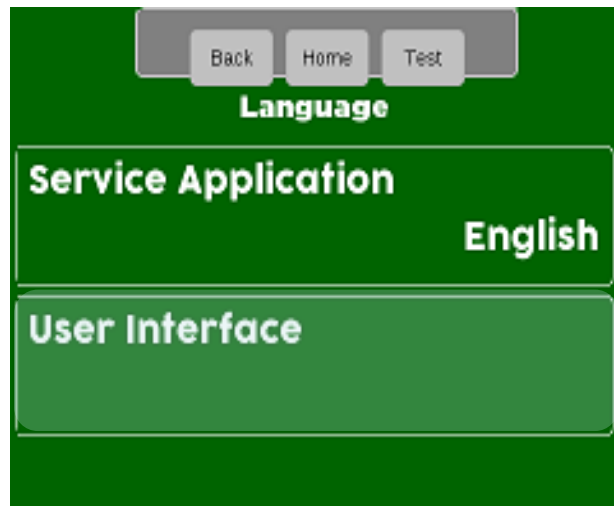 Back Home Test
Language
Service Application
English
User Interface